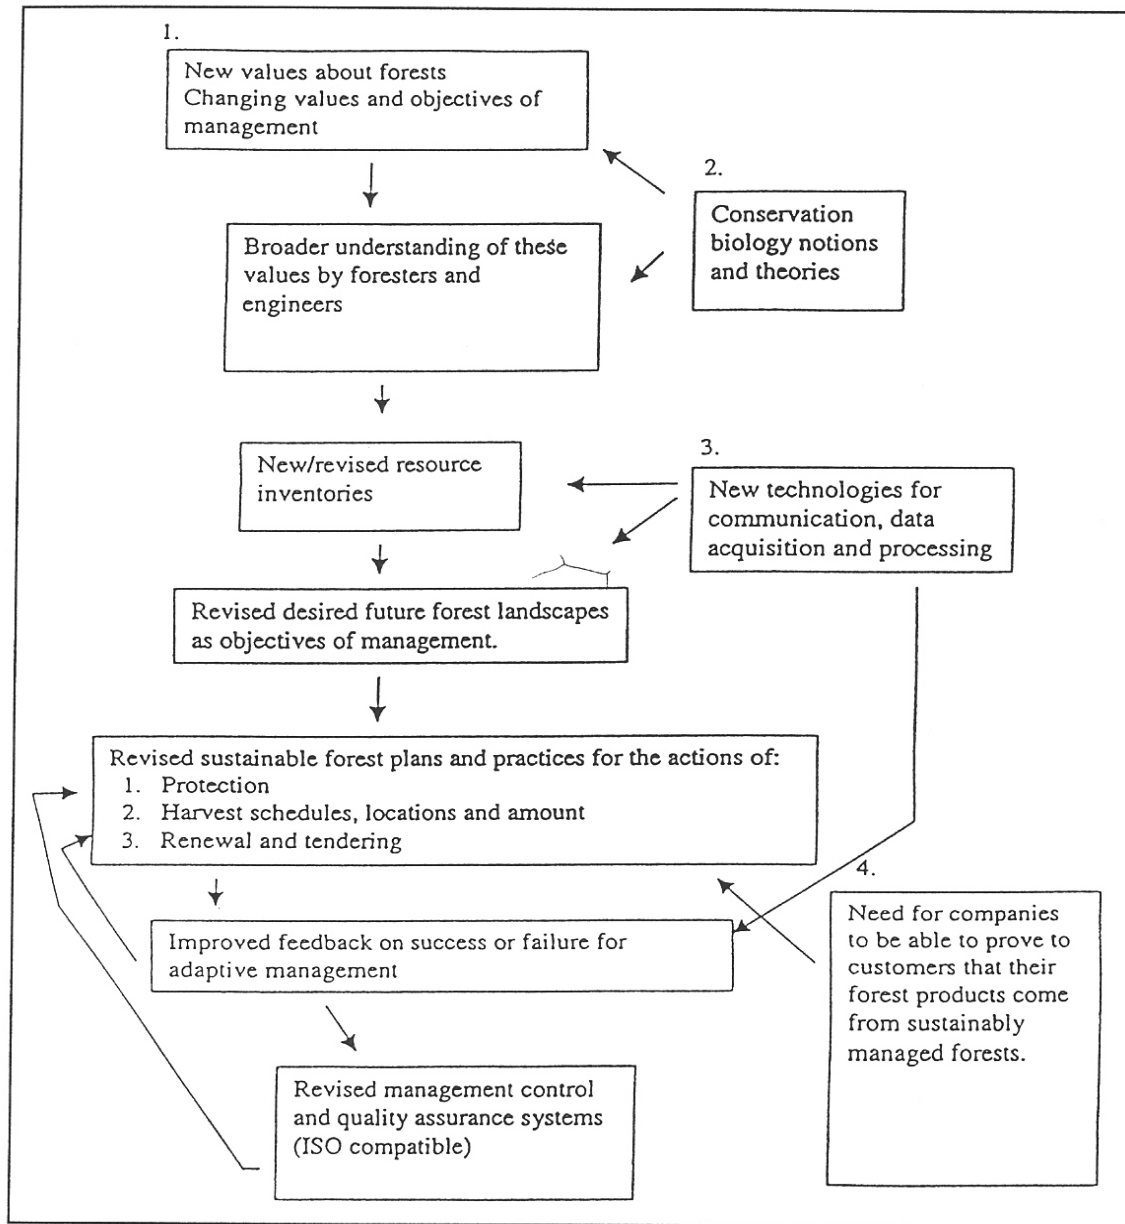 1.
New values about forests
Changing values and objectives of
management
2.
Conservation
biology notions
and theories
Broader understanding of these
values by foresters and
engineers
3.
New technologies for
communication, data
acquisition and processing
New/revised resource
inventories
Revised desired future forest landscapes
as objectives of management.
Revised sustainable forest plans and practices for the actions of:
1. Protection
2. Harvest schedules, locations and amount
3. Renewal and tendering
4.
Need for companies
to be able to prove to
customers that their
forest products come
from sustainably
managed forests.
Improved feedback on success or failure for
adaptive management
Revised management control
and quality assurance systems
(ISO compatible)